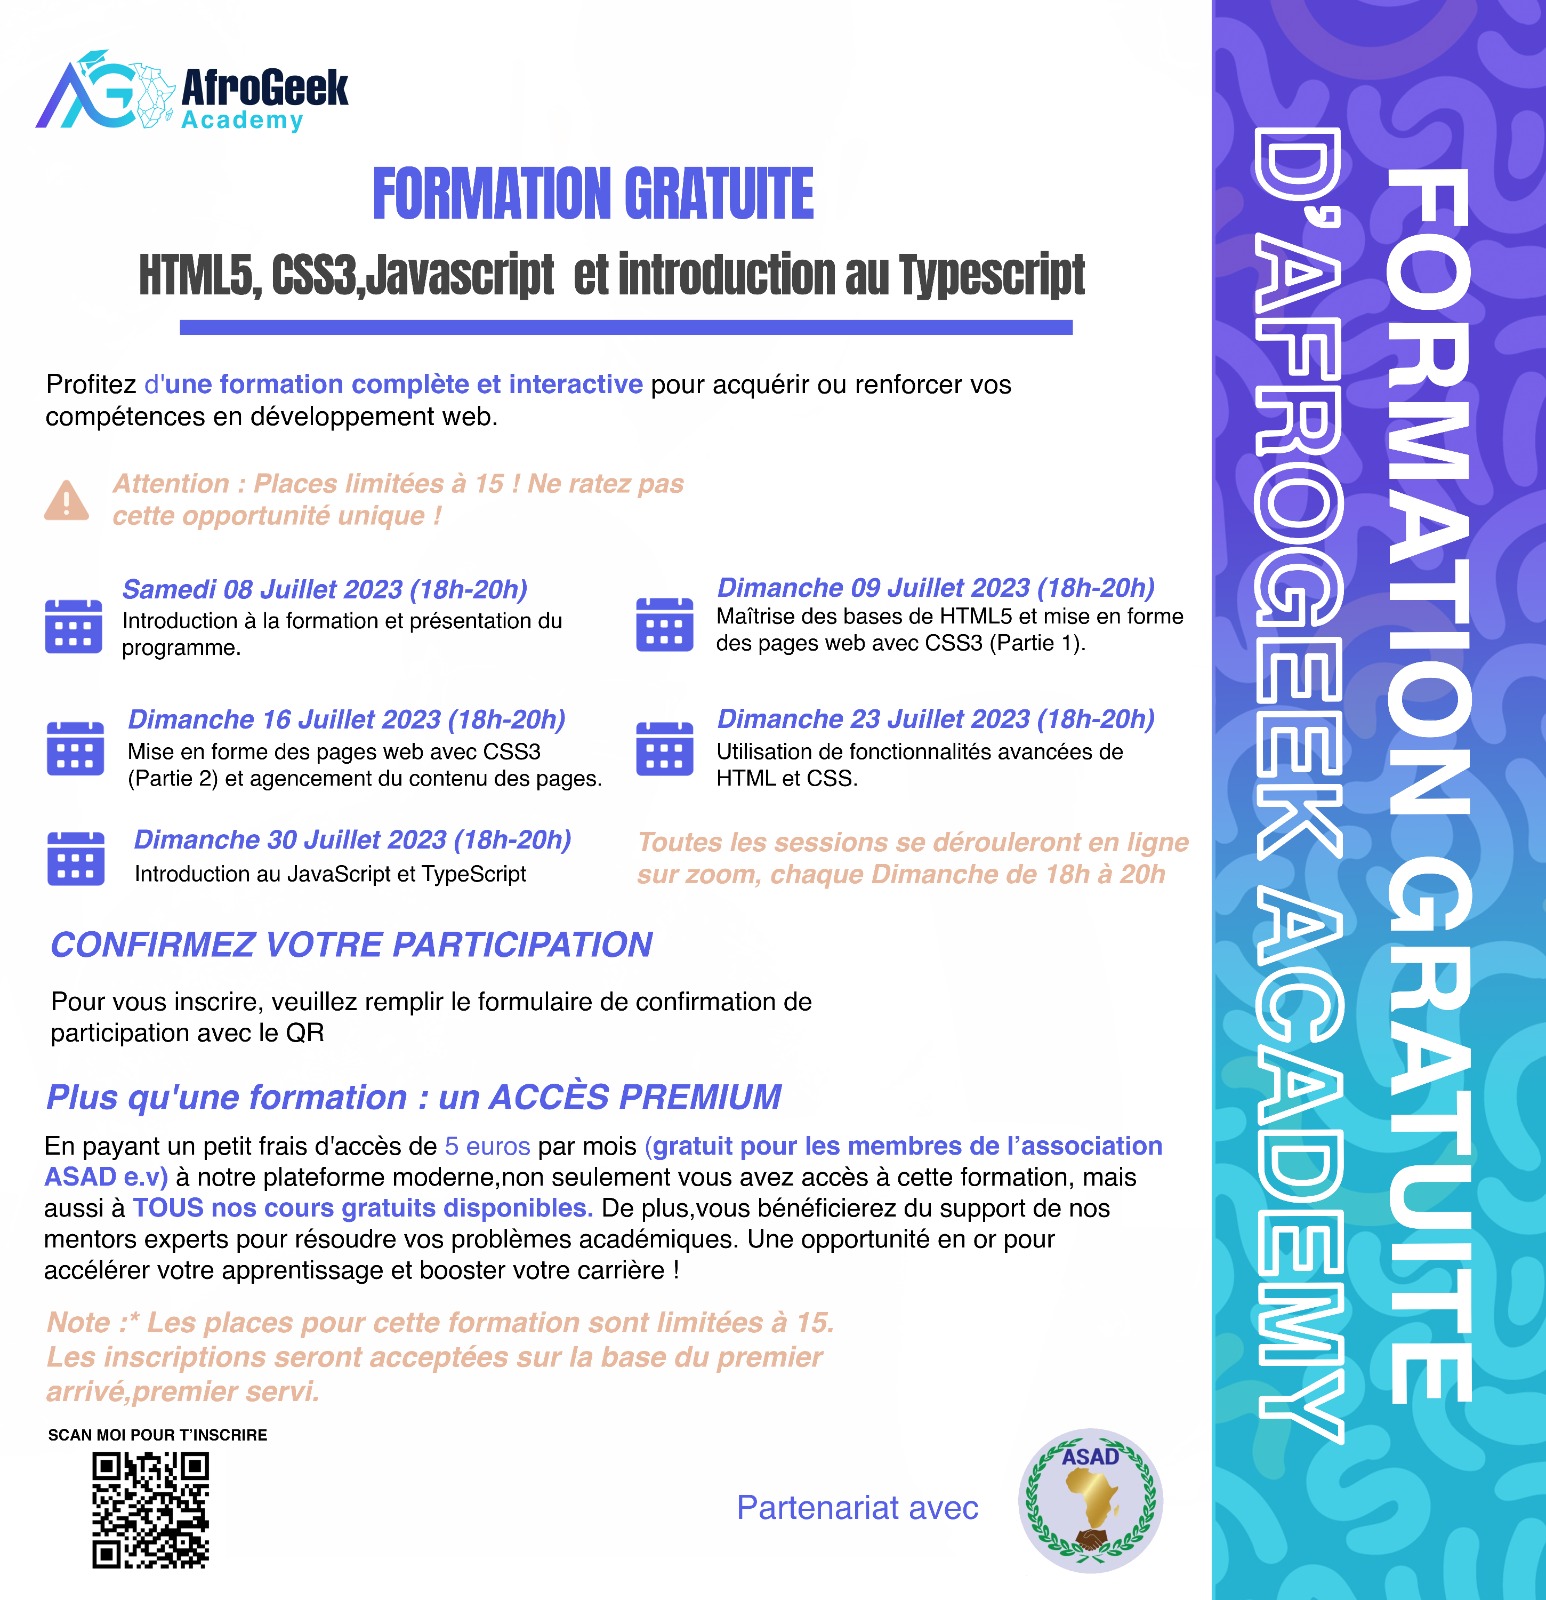 AfroGeek
Academy
FORMATION GRATUITE
HTML5, CSS3,Javascript et introduction au Typescript
Profitez d'une formation complète et interactive pour acquérir ou renforcer vos
compétences en développement web.
Attention : Places limitées à 15 ! Ne ratez pas
cette opportunité unique !
Samedi 08 Juillet 2023 (18h-20h)
Introduction à la formation et présentation du
programme.
Dimanche 09 Juillet 2023 (18h-20h)
Maîtrise des bases de HTML5 et mise en forme
des pages web avec CSS3 (Partie 1).
Dimanche 16 Juillet 2023 (18h-20h)
Mise en forme des pages web avec CSS3
(Partie 2) et agencement du contenu des pages.
Dimanche 23 Juillet 2023 (18h-20h)
Utilisation de fonctionnalités avancées de
HTML et CSS.
Dimanche 30 Juillet 2023 (18h-20h)
Introduction au JavaScript et TypeScript
Toutes les sessions se dérouleront en ligne
sur zoom, chaque Dimanche de 18h à 20h
CONFIRMEZ VOTRE PARTICIPATION
Pour vous inscrire, veuillez remplir le formulaire de confirmation de
participation avec le QR
Plus qu'une formation : un ACCÈS PREMIUM
En payant un petit frais d'accès de 5 euros par mois (gratuit pour les membres de l’association
ASAD e.v) à notre plateforme moderne,non seulement vous avez accès à cette formation, mais
aussi à TOUS nos cours gratuits disponibles. De plus,vous bénéficierez du support de nos
mentors experts pour résoudre vos problèmes académiques. Une opportunité en or pour
accélérer votre apprentissage et booster votre carrière !
Note :* Les places pour cette formation sont limitées à 15.
Les inscriptions seront acceptées sur la base du premier
arrivé,premier servi.
SCAN MOI POUR T’INSCRIRE
Partenariat avec
ASAD
FORMATION GRATUITE
D’AFROGEEK ACADEMY